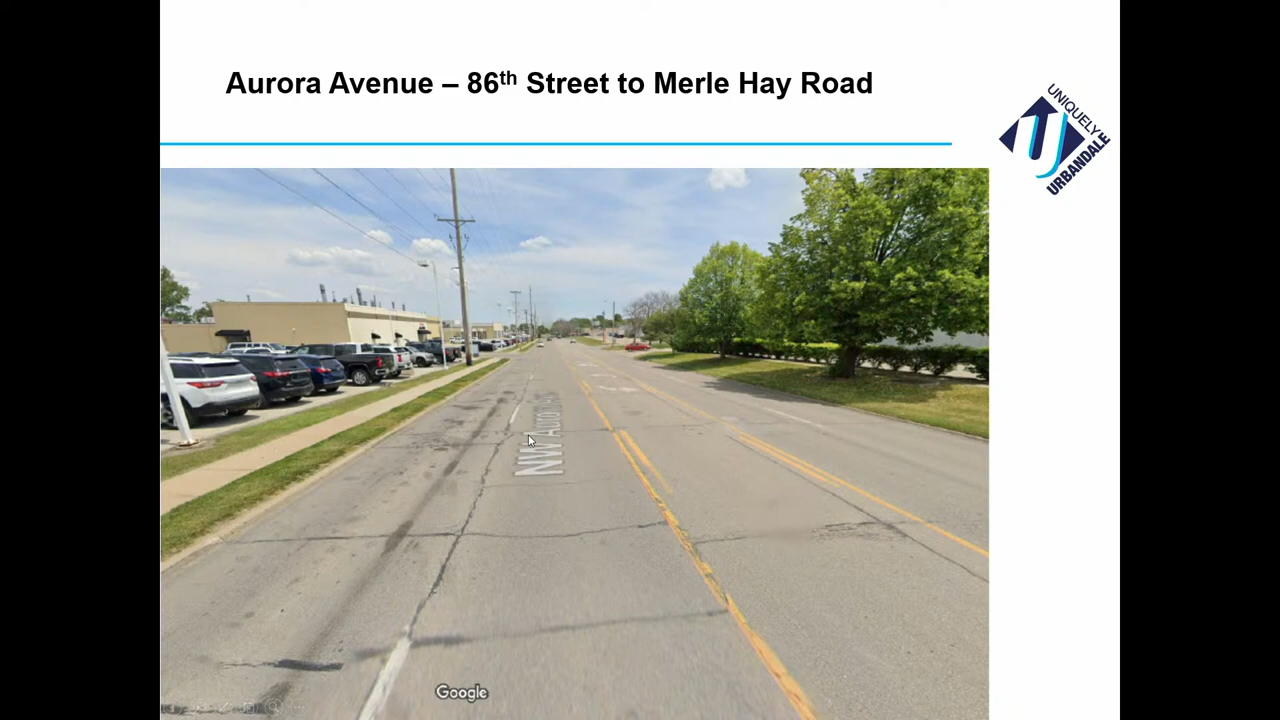 Aurora Avenue – 86th Street to Merle Hay Road
UNIQUELY
URBANDALE
NW Aurora Ave
Google